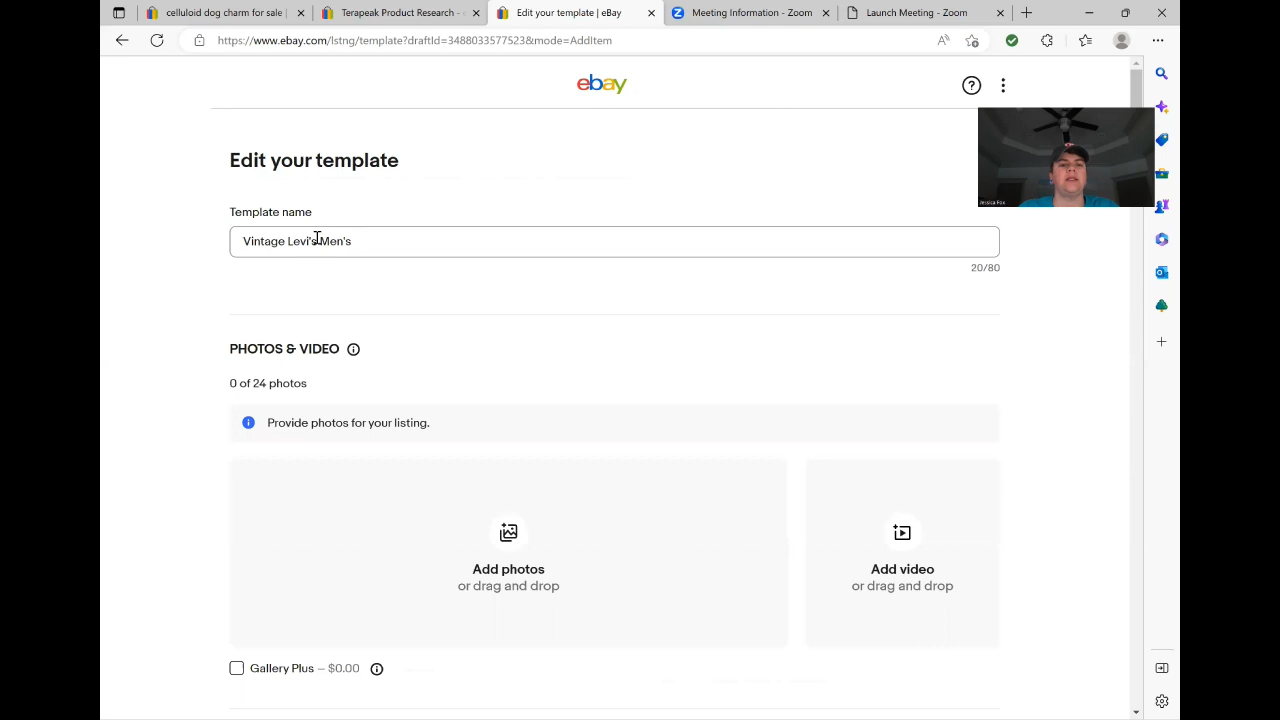 celluloid dog charm for sale |
Terapeak Product Research -
Edit your template | eBay
Meeting Information - Zoom
Launch Meeting - Zoom
https://www.ebay.com/lstng/template?draftId=3488033577523&mode=AddItem
ebay
Edit your template
Jessica Fox
Template name
Vintage Levi's Men's
20/80
PHOTOS & VIDEO
0 of 24 photos
Provide photos for your listing.
Add photos
or drag and drop
Add video
or drag and drop
Gallery Plus – $0.00